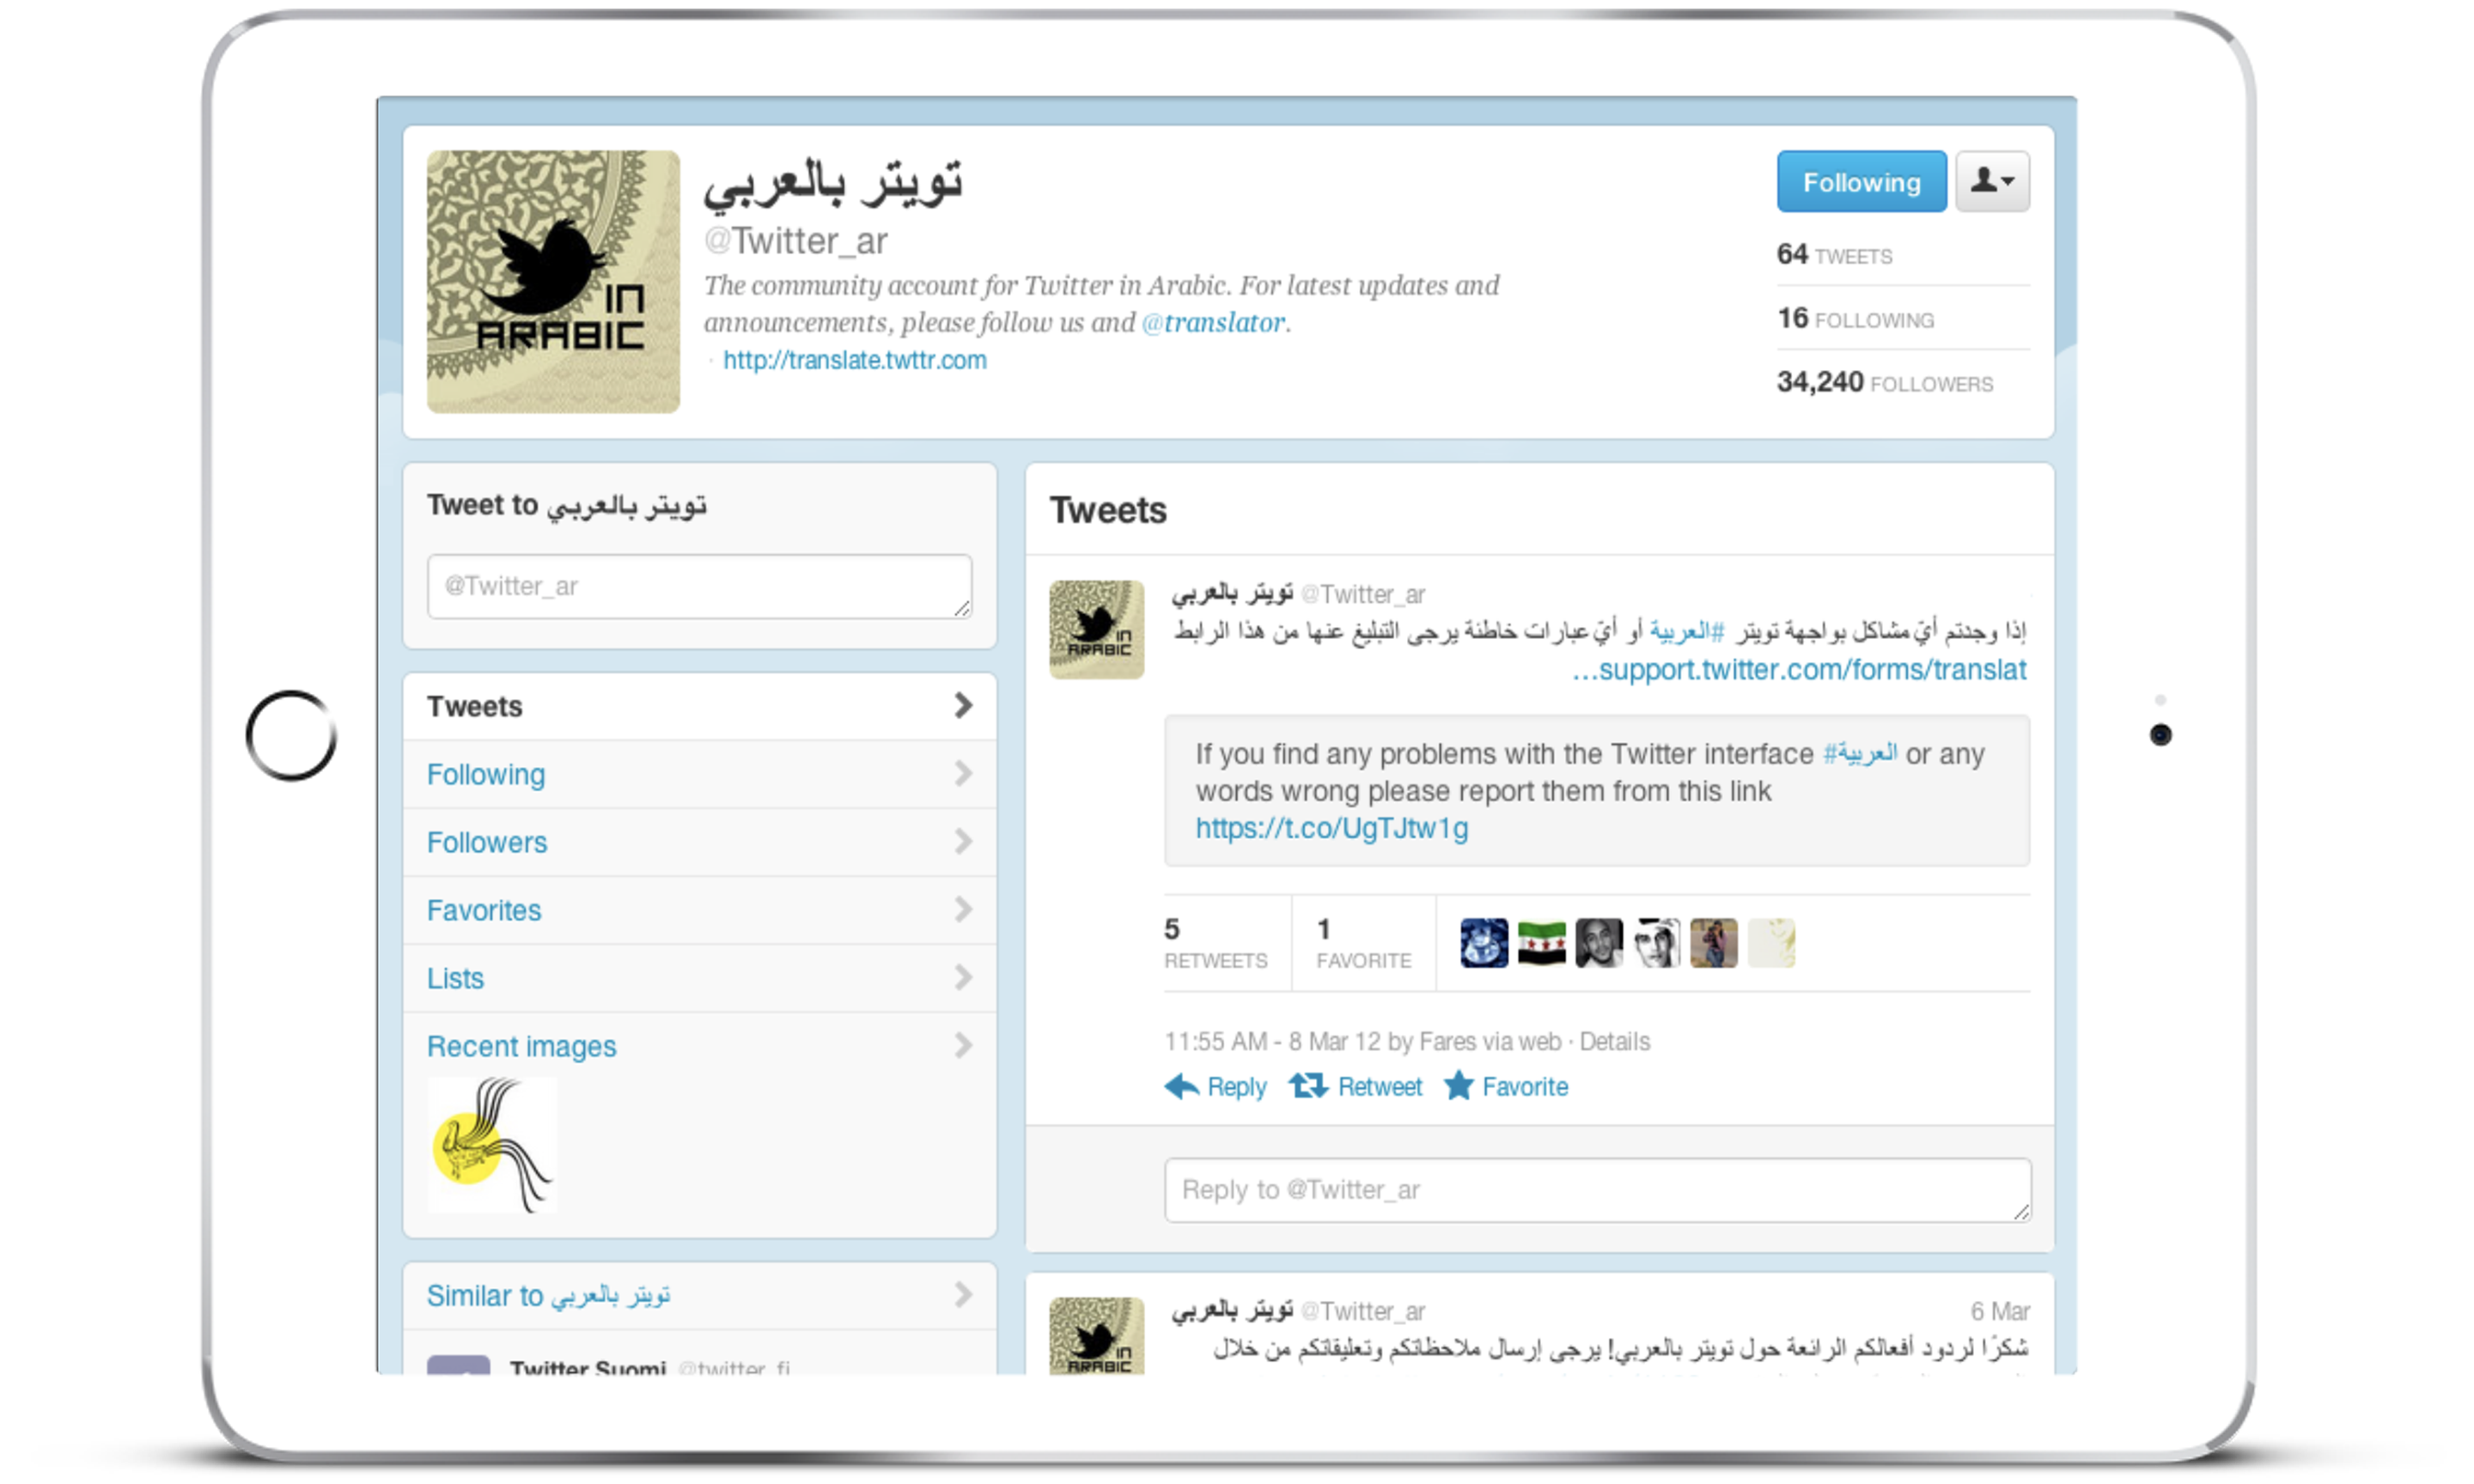 IN
ARABIC
تويتر بالعربي
@Twitter_ar
The community account for Twitter in Arabic. For latest updates and
announcements, please follow us and @translator.
· http://translate.twttr.com
Following
64 TWEETS
16 FOLLOWING
34,240 FOLLOWERS
Tweet to تويتر بالعربي
@Twitter_ar
Tweets
Following
Followers
Favorites
Lists
Recent images
Similar to تويتر بالعربي
Twitter Suomi @twitter_fi
Tweets
IN
ARABIC
تويتر بالعربي @Twitter_ar
إذا وجدتم أيّ مشاكل بواجهة تويتر #العربية أو أيّ عبارات خاطئة يرجى التبليغ عنها من هذا الرابط
support.twitter.com/forms/translat…
If you find any problems with the Twitter interface #العربية or any
words wrong please report them from this link
https://t.co/UgTJtw1g
5 RETWEETS
1 FAVORITE
11:55 AM - 8 Mar 12 by Fares via web · Details
Reply Retweet Favorite
Reply to @Twitter_ar
IN
ARABIC
تويتر بالعربي @Twitter_ar 6 Mar
شكرًا لردود أفعالكم الرائعة حول تويتر بالعربي! يرجى إرسال ملاحظاتكم وتعليقاتكم من خلال